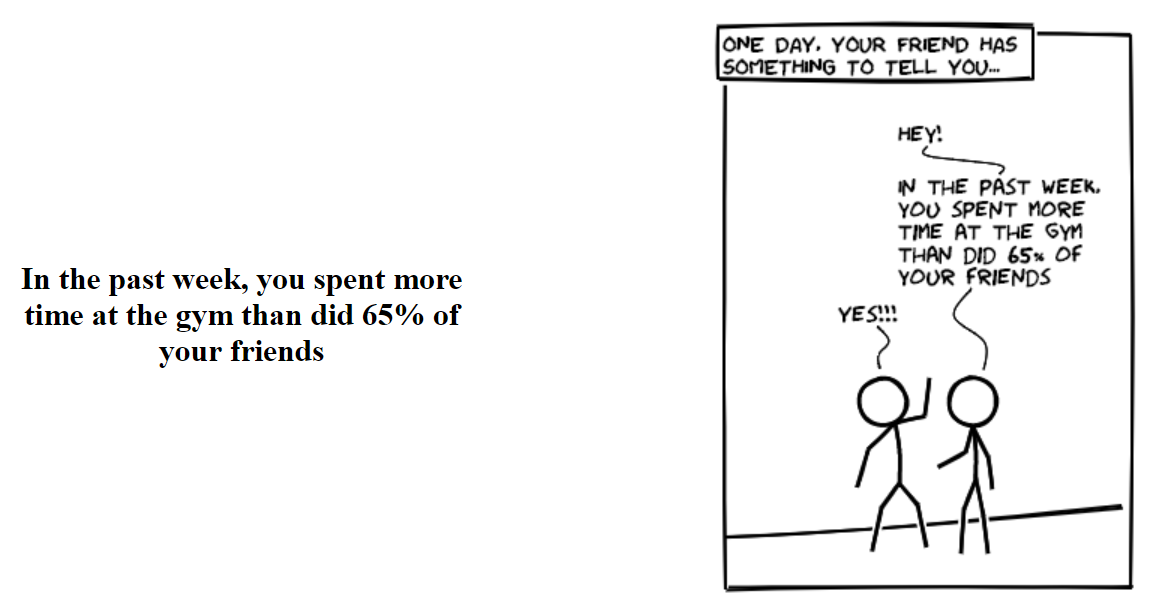 In the past week, you spent more
time at the gym than did 65% of
your friends
ONE DAY, YOUR FRIEND HAS
SOMETHING TO TELL YOU...
HEY!
IN THE PAST WEEK,
YOU SPENT MORE
TIME AT THE GYM
THAN DID 65% OF
YOUR FRIENDS
YES!!!